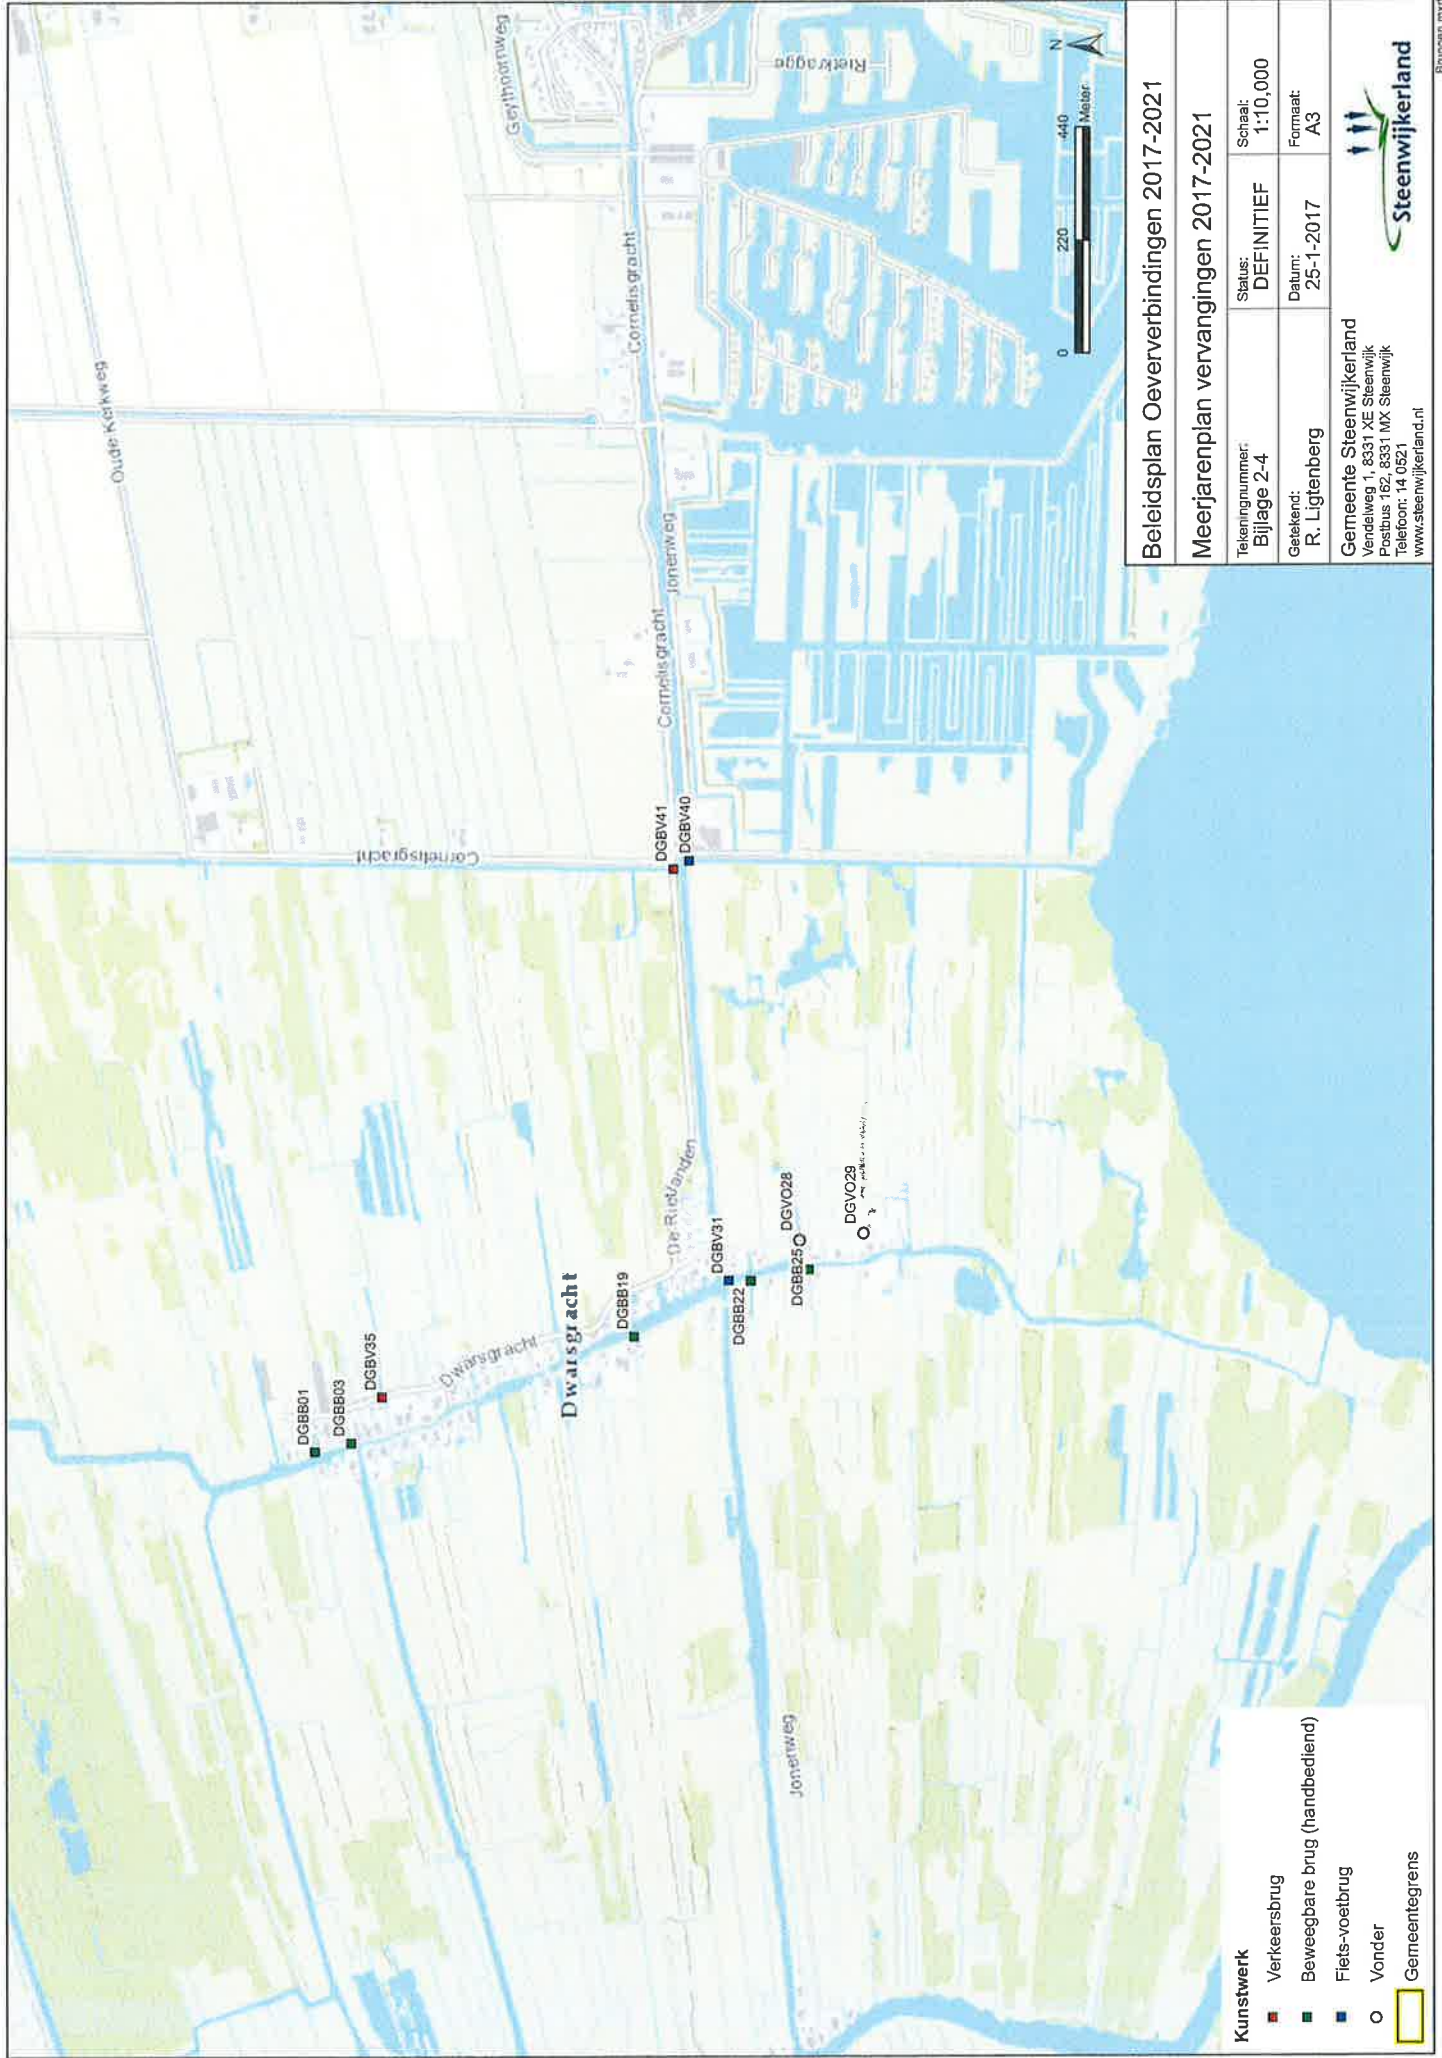 Oude Kerkweg
Geythoornweg
Rietkragge
Cornelisgracht
Cornelisgracht
Jonenweg
Cornelisgracht
DGBV41
DGBV40
DGBB01
DGBB03
DGBV35
Dwarsgracht
Dwarsgracht
DGBB19
De Rietlanden
DGBV31
DGBB22
DGBB25
DGVO28
DGVO29
Jonenweg
N
0 220 440
Meter
Kunstwerk
Verkeersbrug
Beweegbare brug (handbediend)
Fiets-voetbrug
Vonder
Gemeentegrens
Beleidsplan Oeververbindingen 2017-2021
Meerjarenplan vervangingen 2017-2021
Tekeningnummer: Status: Schaal:
Bijlage 2-4 DEFINITIEF 1:10,000
Getekend: Datum: Formaat:
R. Ligtenberg 25-1-2017 A3
Gemeente Steenwijkerland
Vendelweg 1, 8331 XE Steenwijk
Postbus 162, 8331 MX Steenwijk
Telefoon: 14 0521
www.steenwijkerland.nl
Steenwijkerland